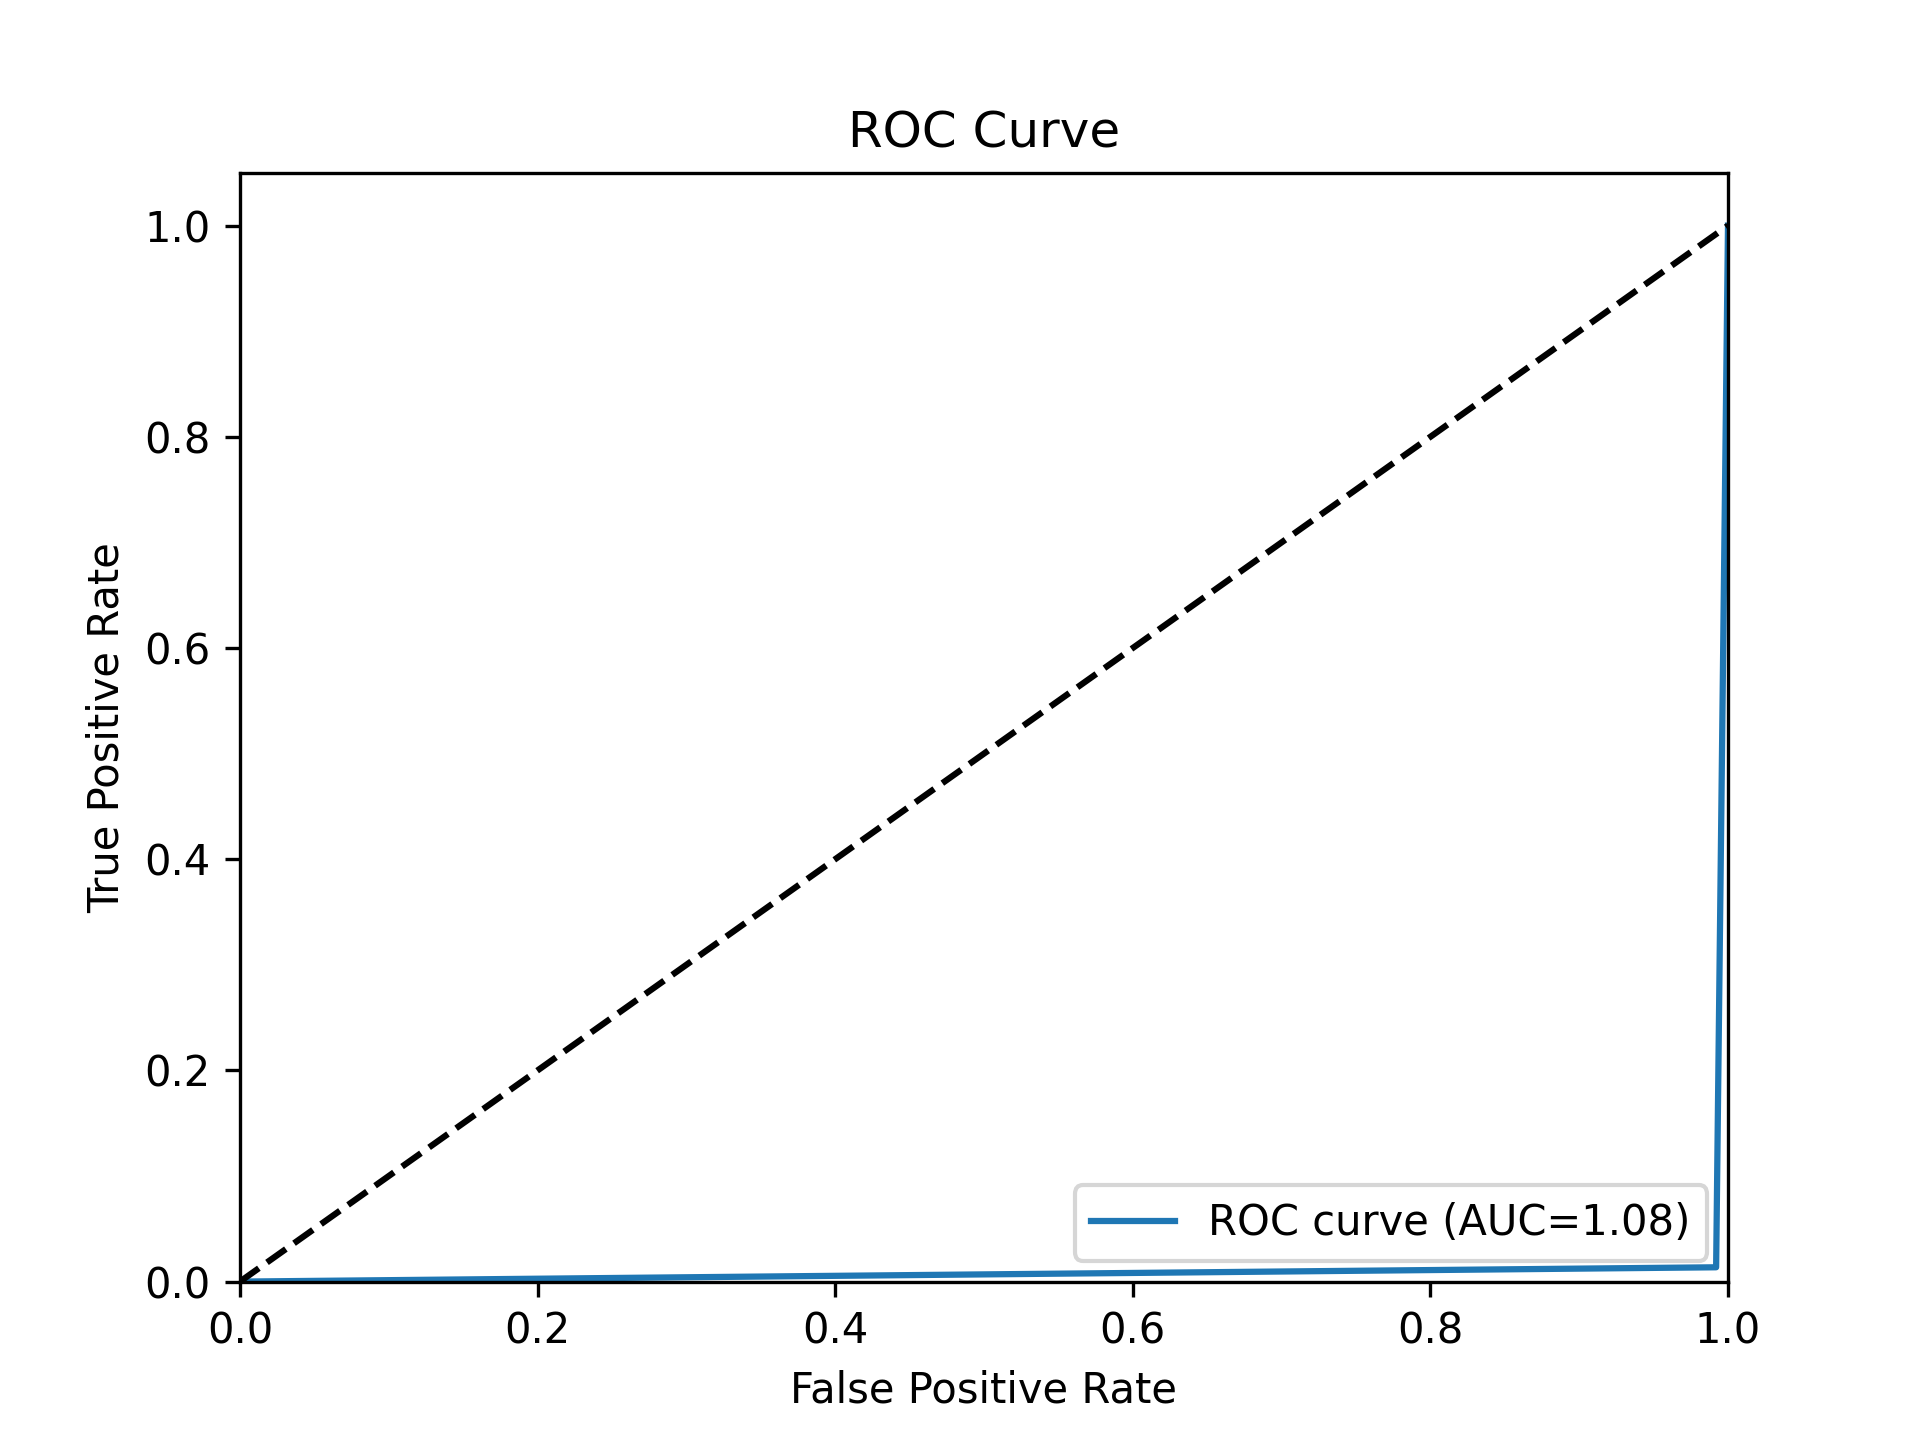 ROC Curve
1.0
0.8
0.6
0.4
0.2
0.0
True Positive Rate
ROC curve (AUC=1.08)
0.0 0.2 0.4 0.6 0.8 1.0
False Positive Rate